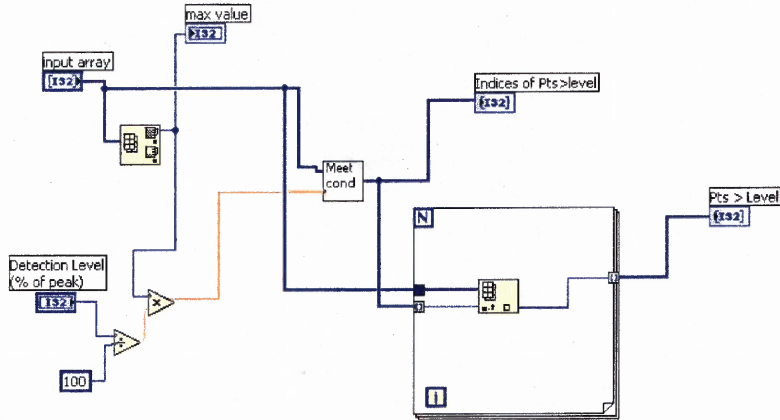 max value
I32
input array
[I32]
Indices of Pts>level
[I32]
Meet
cond
Pts > Level
[I32]
N
Detection Level
(% of peak)
I32
×
÷
100
i